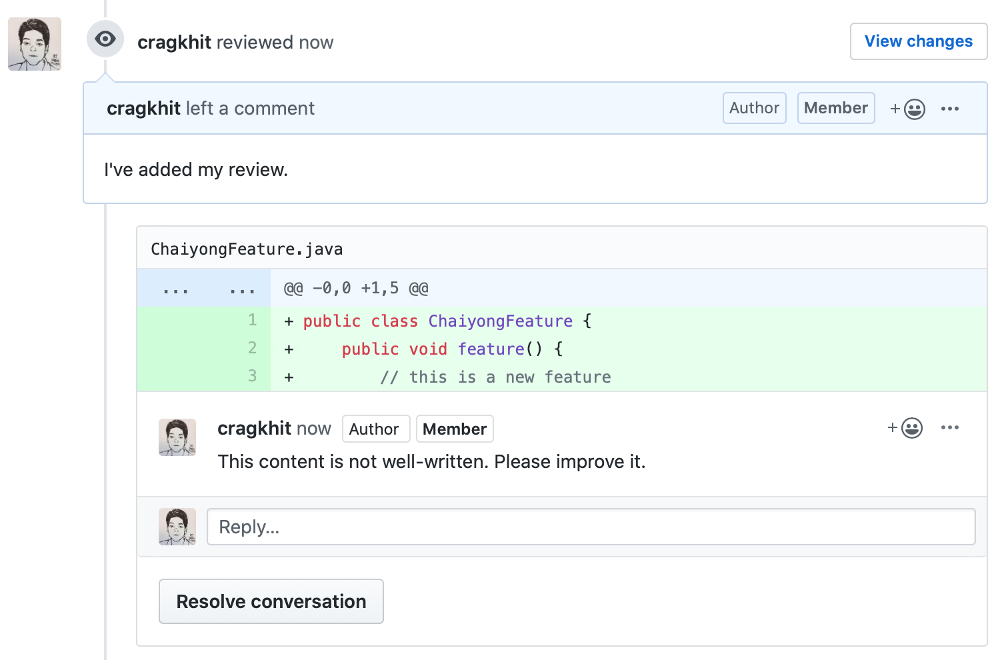 cragkhit reviewed now
View changes
cragkhit left a comment
Author
Member
I've added my review.
ChaiyongFeature.java
... ... @@ -0,0 +1,5 @@
1 + public class ChaiyongFeature {
2 + public void feature() {
3 + // this is a new feature
cragkhit now Author Member
This content is not well-written. Please improve it.
Reply...
Resolve conversation